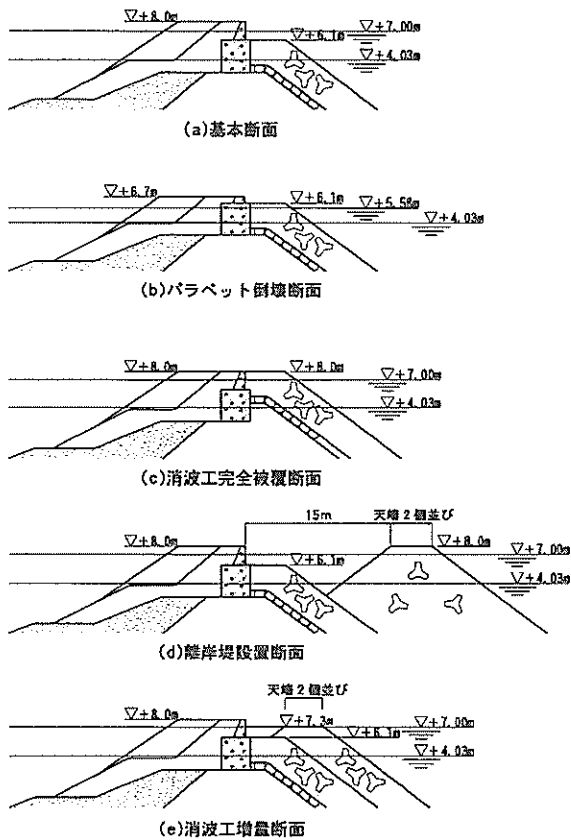 ▽+8.0m ▽+7.00m
▽+6.1m ▽+4.03m
(a)基本断面
▽+6.7m ▽+6.1m ▽+5.58m
▽+4.03m
(b)パラペット倒壊断面
▽+8.0m ▽+8.0m ▽+7.00m
▽+4.03m
(c)消波工完全被覆断面
15m 天端2個並び
▽+8.0m ▽+8.0m ▽+7.00m
▽+6.1m ▽+4.03m
(d)離岸堤設置断面
天端2個並び
▽+8.0m ▽+7.3m ▽+7.00m
▽+6.1m ▽+4.03m
(e)消波工増量断面